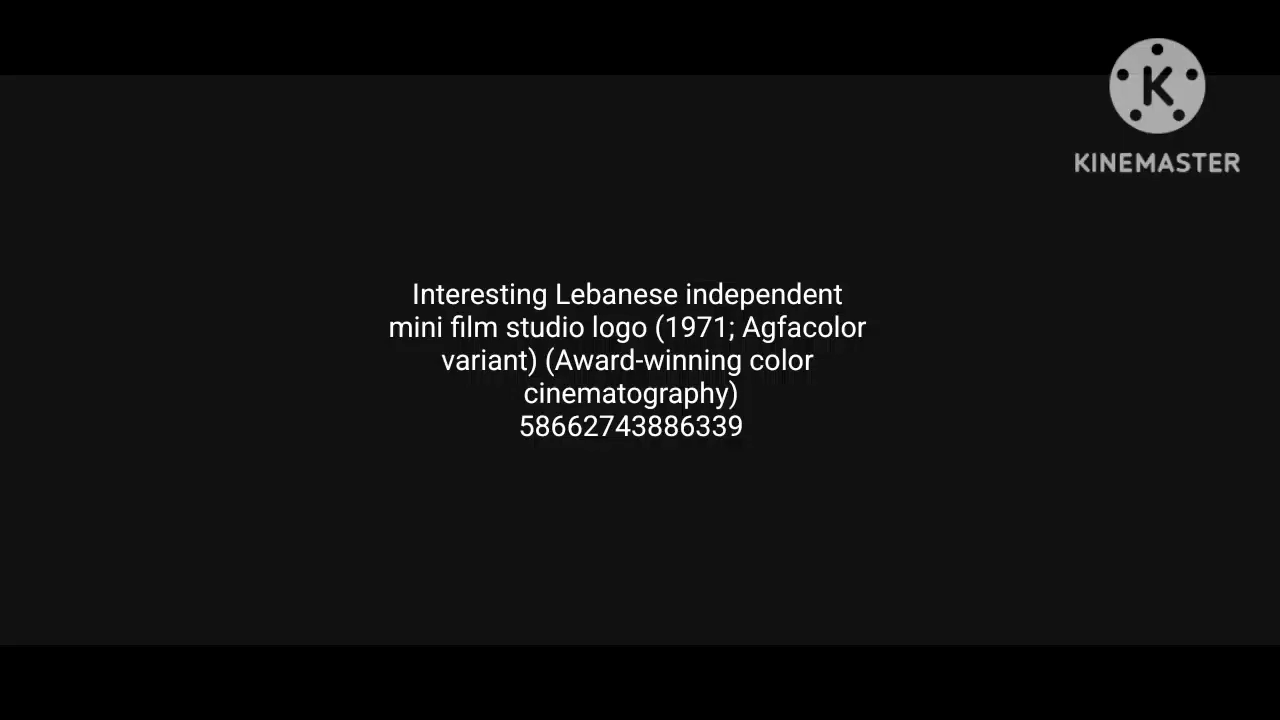 K
KINEMASTER
Interesting Lebanese independent
mini film studio logo (1971; Agfacolor
variant) (Award-winning color
cinematography)
58662743886339